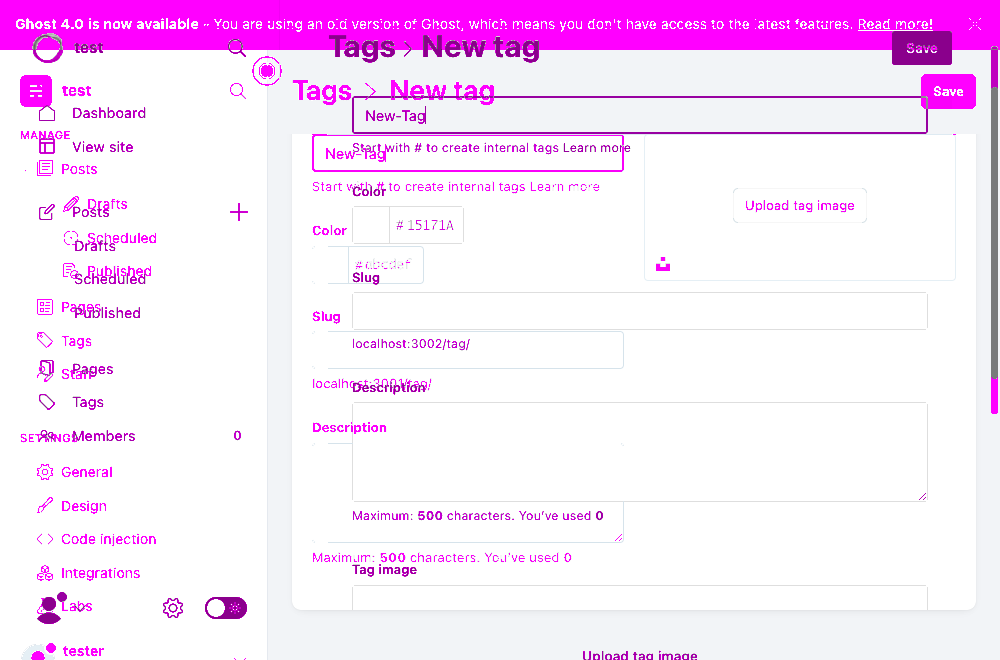 Ghost 4.0 is now available - You are using an old version of Ghost, which means you don't have access to the latest features. Read more!
test
Tags › New tag
Save
test
Tags > New tag
Save
Dashboard
New-Tag
MANAGE
View site
Start with # to create internal tags Learn more
New-Tag
Posts
Start with # to create internal tags Learn more
Color
Drafts
Posts
Upload tag image
# 15171A
Color
Scheduled
Drafts
#abcdef
Published
Scheduled
Slug
Pages
Published
Slug
Tags
localhost:3002/tag/
Staff
Pages
localhost:3001/tag/
Description
Tags
Description
SETTINGS
Members
0
General
Design
Maximum: 500 characters. You've used 0
Code injection
Maximum: 500 characters. You've used 0
Integrations
Tag image
Labs
tester
Upload tag image